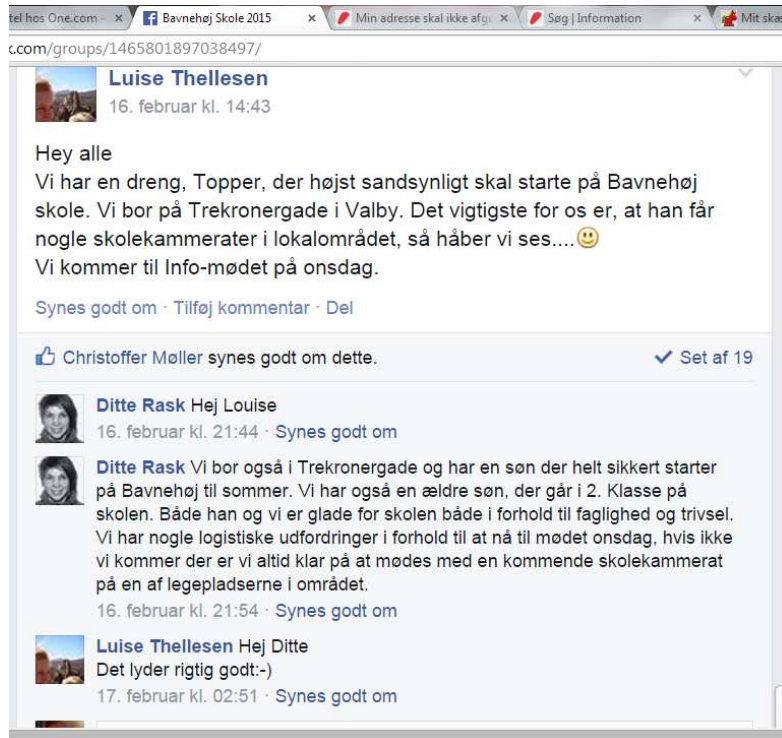 tel hos One.com - × Bavnehøj Skole 2015 × Min adresse skal ikke afgø × Søg | Information × Mit skæ
k.com/groups/1465801897038497/
Luise Thellesen
16. februar kl. 14:43
Hey alle
Vi har en dreng, Topper, der højst sandsynligt skal starte på Bavnehøj
skole. Vi bor på Trekronergade i Valby. Det vigtigste for os er, at han får
nogle skolekammerater i lokalområdet, så håber vi ses....
Vi kommer til Info-mødet på onsdag.
Synes godt om · Tilføj kommentar · Del
Christoffer Møller synes godt om dette. Set af 19
Ditte Rask Hej Louise
16. februar kl. 21:44 · Synes godt om
Ditte Rask Vi bor også i Trekronergade og har en søn der helt sikkert starter
på Bavnehøj til sommer. Vi har også en ældre søn, der går i 2. Klasse på
skolen. Både han og vi er glade for skolen både i forhold til faglighed og trivsel.
Vi har nogle logistiske udfordringer i forhold til at nå til mødet onsdag, hvis ikke
vi kommer der er vi altid klar på at mødes med en kommende skolekammerat
på en af legepladserne i området.
16. februar kl. 21:54 · Synes godt om
Luise Thellesen Hej Ditte
Det lyder rigtig godt:-)
17. februar kl. 02:51 · Synes godt om